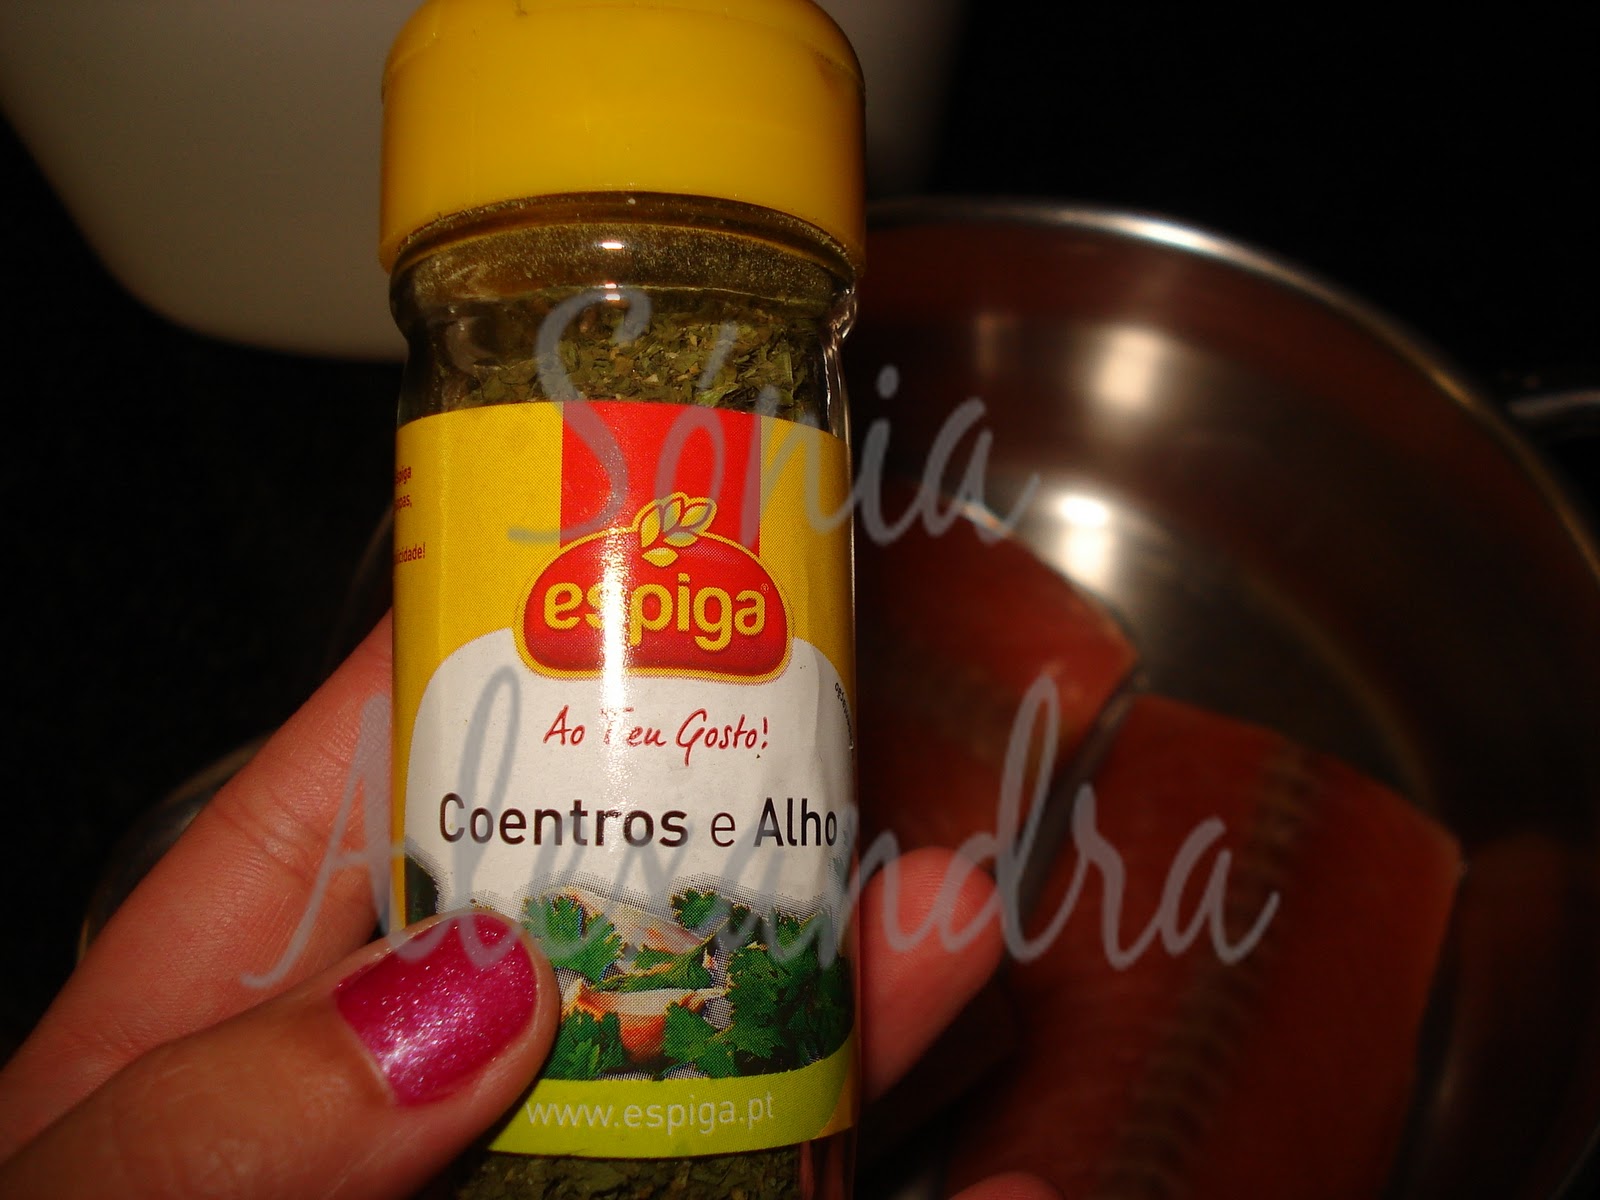 Sónia
Alexandra
espiga
Ao Teu Gosto!
Coentros e Alho
www.espiga.pt